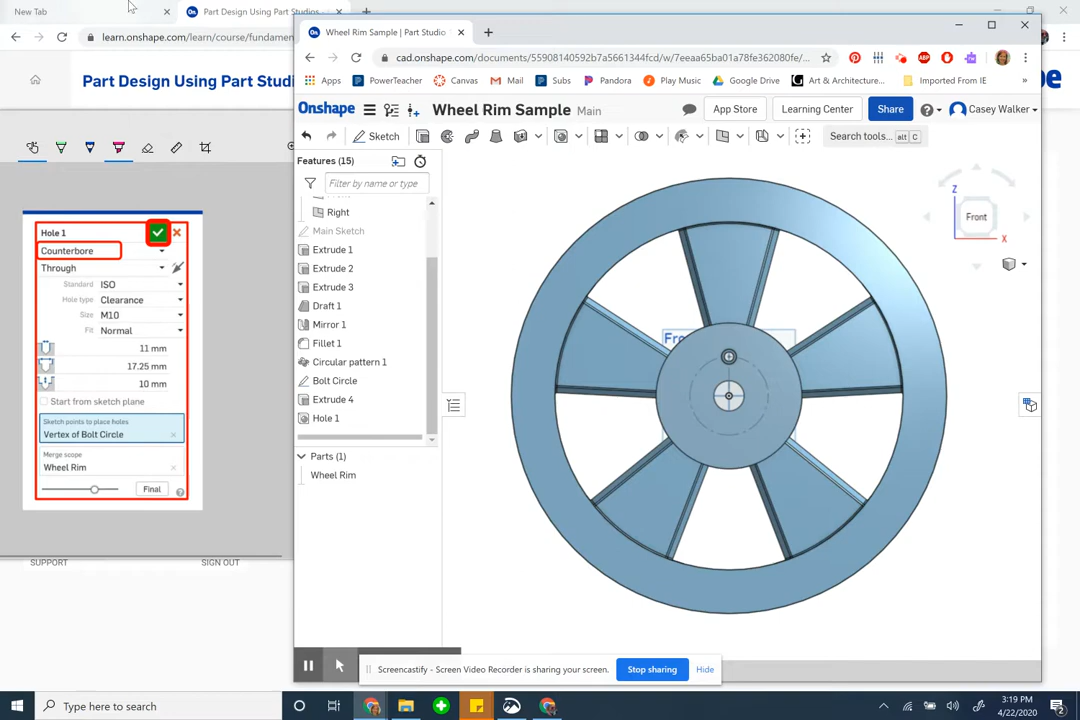 New Tab
Part Design Using Part Studios
learn.onshape.com/learn/course/fundamen
Part Design Using Part Studio
Hole 1
Counterbore
Through
Standard ISO
Hole type Clearance
Size M10
Fit Normal
11 mm
17.25 mm
10 mm
Start from sketch plane
Sketch points to place holes
Vertex of Bolt Circle
Merge scope
Wheel Rim
Final
SUPPORT
SIGN OUT
Wheel Rim Sample | Part Studio
cad.onshape.com/documents/55908140592b7a5661344fcd/w/7eeaa65ba01a78fe362080fe/...
Apps
PowerTeacher
Canvas
Mail
Subs
Pandora
Play Music
Google Drive
Art & Architecture...
Imported From IE
Onshape
Wheel Rim Sample Main
App Store
Learning Center
Share
Casey Walker
Sketch
Search tools... alt C
Features (15)
Filter by name or type
Right
Main Sketch
Extrude 1
Extrude 2
Extrude 3
Draft 1
Mirror 1
Fillet 1
Circular pattern 1
Bolt Circle
Extrude 4
Hole 1
Parts (1)
Wheel Rim
Z
Front
X
Screencastify - Screen Video Recorder is sharing your screen.
Stop sharing
Hide
Type here to search
3:19 PM
4/22/2020
2